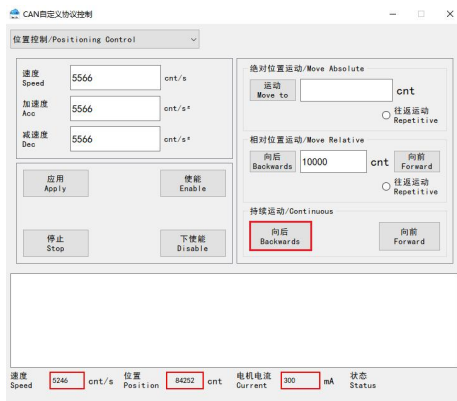 CAN自定义协议控制
位置控制/Positioning Control
速度
Speed
5566
cnt/s
加速度
Acc
5566
cnt/s²
减速度
Dec
5566
cnt/s²
应用
Apply
使能
Enable
停止
Stop
下使能
Disable
绝对位置运动/Move Absolute
运动
Move to
cnt
往返运动
Repetitive
相对位置运动/Move Relative
向后
Backwards
10000
cnt
向前
Forward
往返运动
Repetitive
持续运动/Continuous
向后
Backwards
向前
Forward
速度
Speed
5246
cnt/s
位置
Position
84252
cnt
电机电流
Current
300
mA
状态
Status